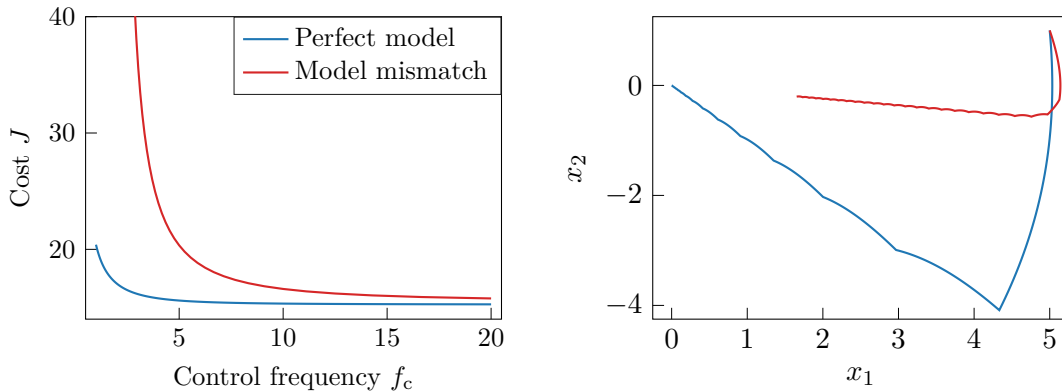 40
30
20
5
10
15
20
Cost J
Control frequency f_c
Perfect model
Model mismatch
0
−2
−4
0
1
2
3
4
5
x_2
x_1